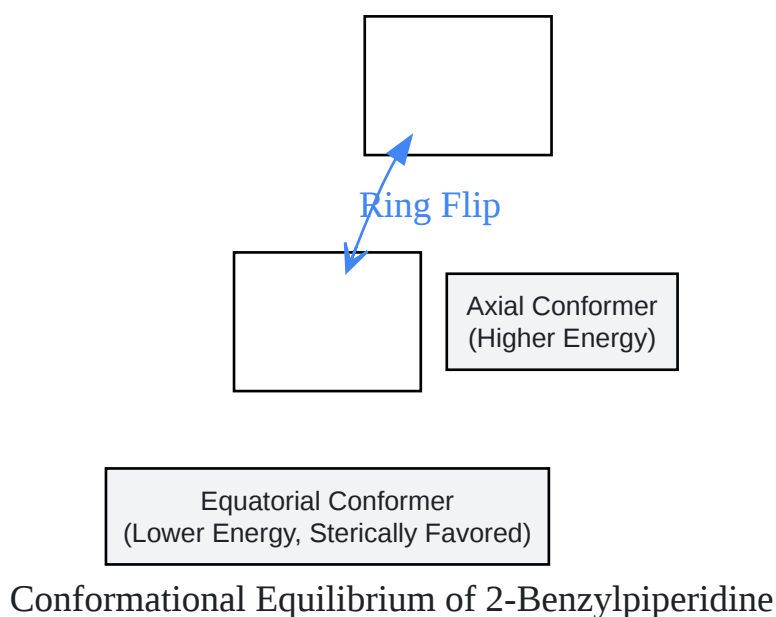 Ring Flip
Axial Conformer
(Higher Energy)
Equatorial Conformer
(Lower Energy, Sterically Favored)
Conformational Equilibrium of 2-Benzylpiperidine